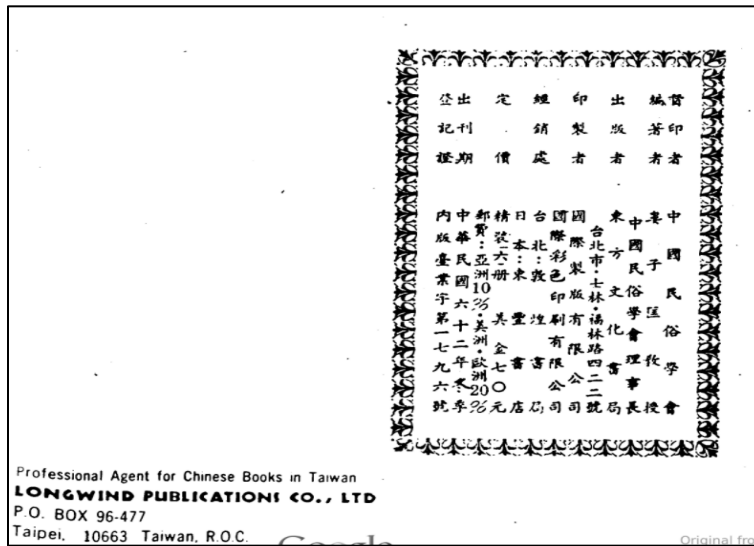 督印者 中國民俗學會
編著者 婁子匡教授
中國民俗學會理事長
出版者 東方文化書局
台北市·士林·福林路四二二號
印製者 國際製版有限公司
國際彩色印刷有限公司
經銷處 台北:敦煌書局
日本:東豐書店
定價 精裝六册 美金七〇元
郵費:亞洲10%·美洲·歐洲20%
出刊期 中華民國六十二年冬季
登記證 內版臺業字第一七九六號
Professional Agent for Chinese Books in Taiwan
LONGWIND PUBLICATIONS CO., LTD
P.O. BOX 96-477
Taipei, 10663 Taiwan, R.O.C.
Google
Original fro